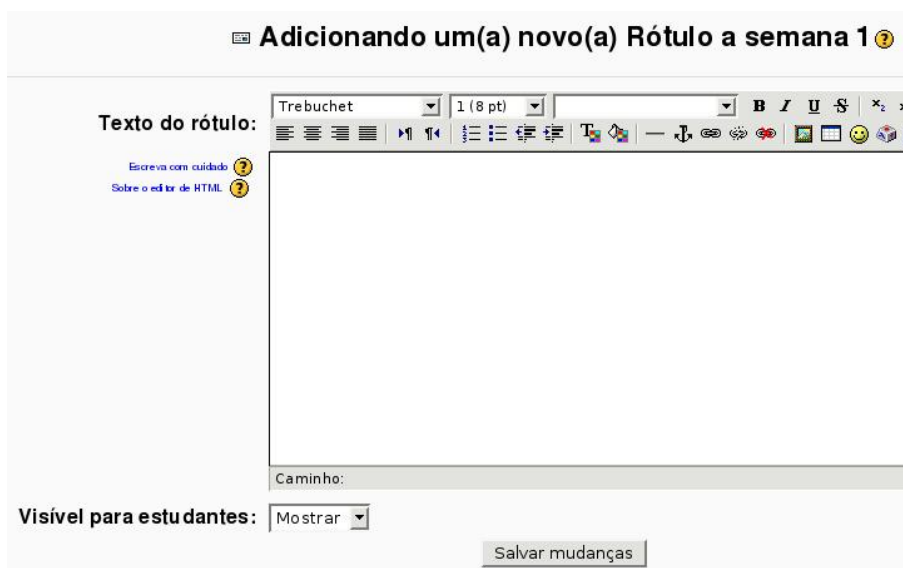 Adicionando um(a) novo(a) Rótulo a semana 1
Texto do rótulo:
Trebuchet 1 (8 pt) B I U S x₂
Escreva com cuidado ?
Sobre o editor de HTML ?
Caminho:
Visível para estudantes: Mostrar
Salvar mudanças